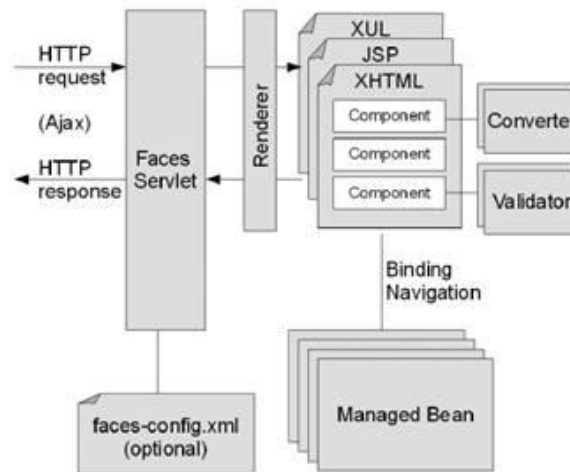 HTTP
request
(Ajax)
HTTP
response
Faces
Servlet
Renderer
XUL
JSP
XHTML
Component
Component
Component
Converte
Validator
Binding
Navigation
faces-config.xml
(optional)
Managed Bean